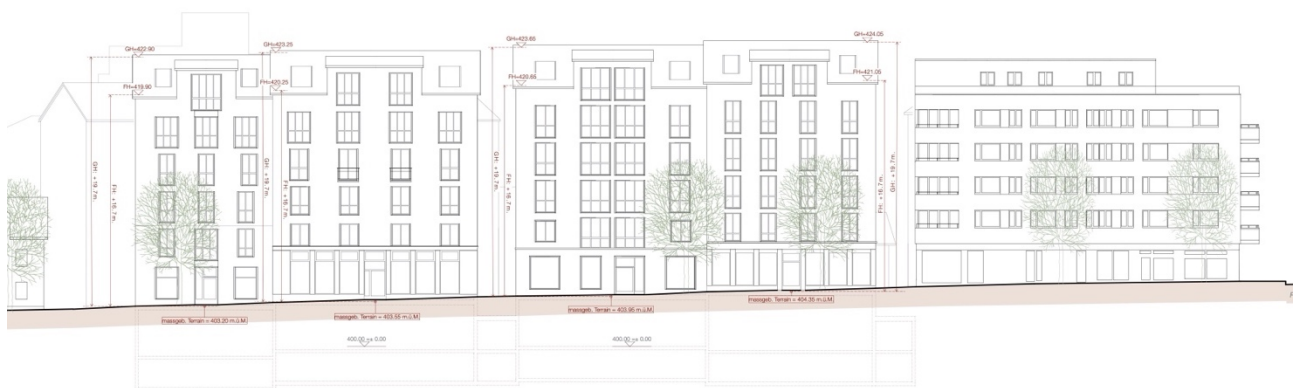 GH=422.90
GH=423.25
GH=423.65
GH=424.05
FH=419.90
FH=420.25
FH=420.65
FH=421.05
GH: + 19.7m.
FH: + 16.7m.
GH: + 19.7m.
FH: + 16.7m.
GH: + 19.7m.
FH: + 16.7m.
FH: + 16.7m.
GH: + 19.7m.
massgeb. Terrain = 403.20 m.ü.M.
massgeb. Terrain = 403.55 m.ü.M.
massgeb. Terrain = 403.95 m.ü.M.
massgeb. Terrain = 404.35 m.ü.M.
400.00 = ± 0.00
400.00 = ± 0.00